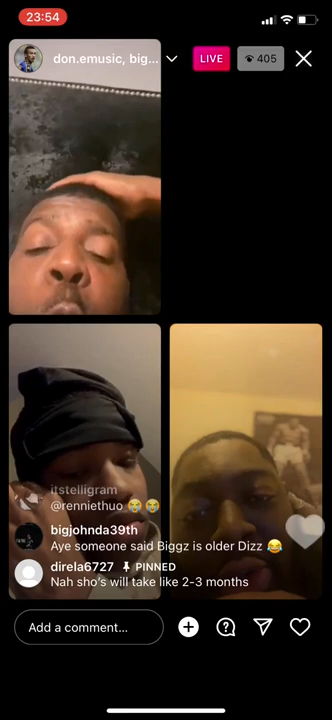 23:54
don.emusic, big...
LIVE
405
itstelligram
@renniethuo 😭😭
bigjohnda39th
Aye someone said Biggz is older Dizz 😂
direla6727 PINNED
Nah sho's will take like 2-3 months
Add a comment...